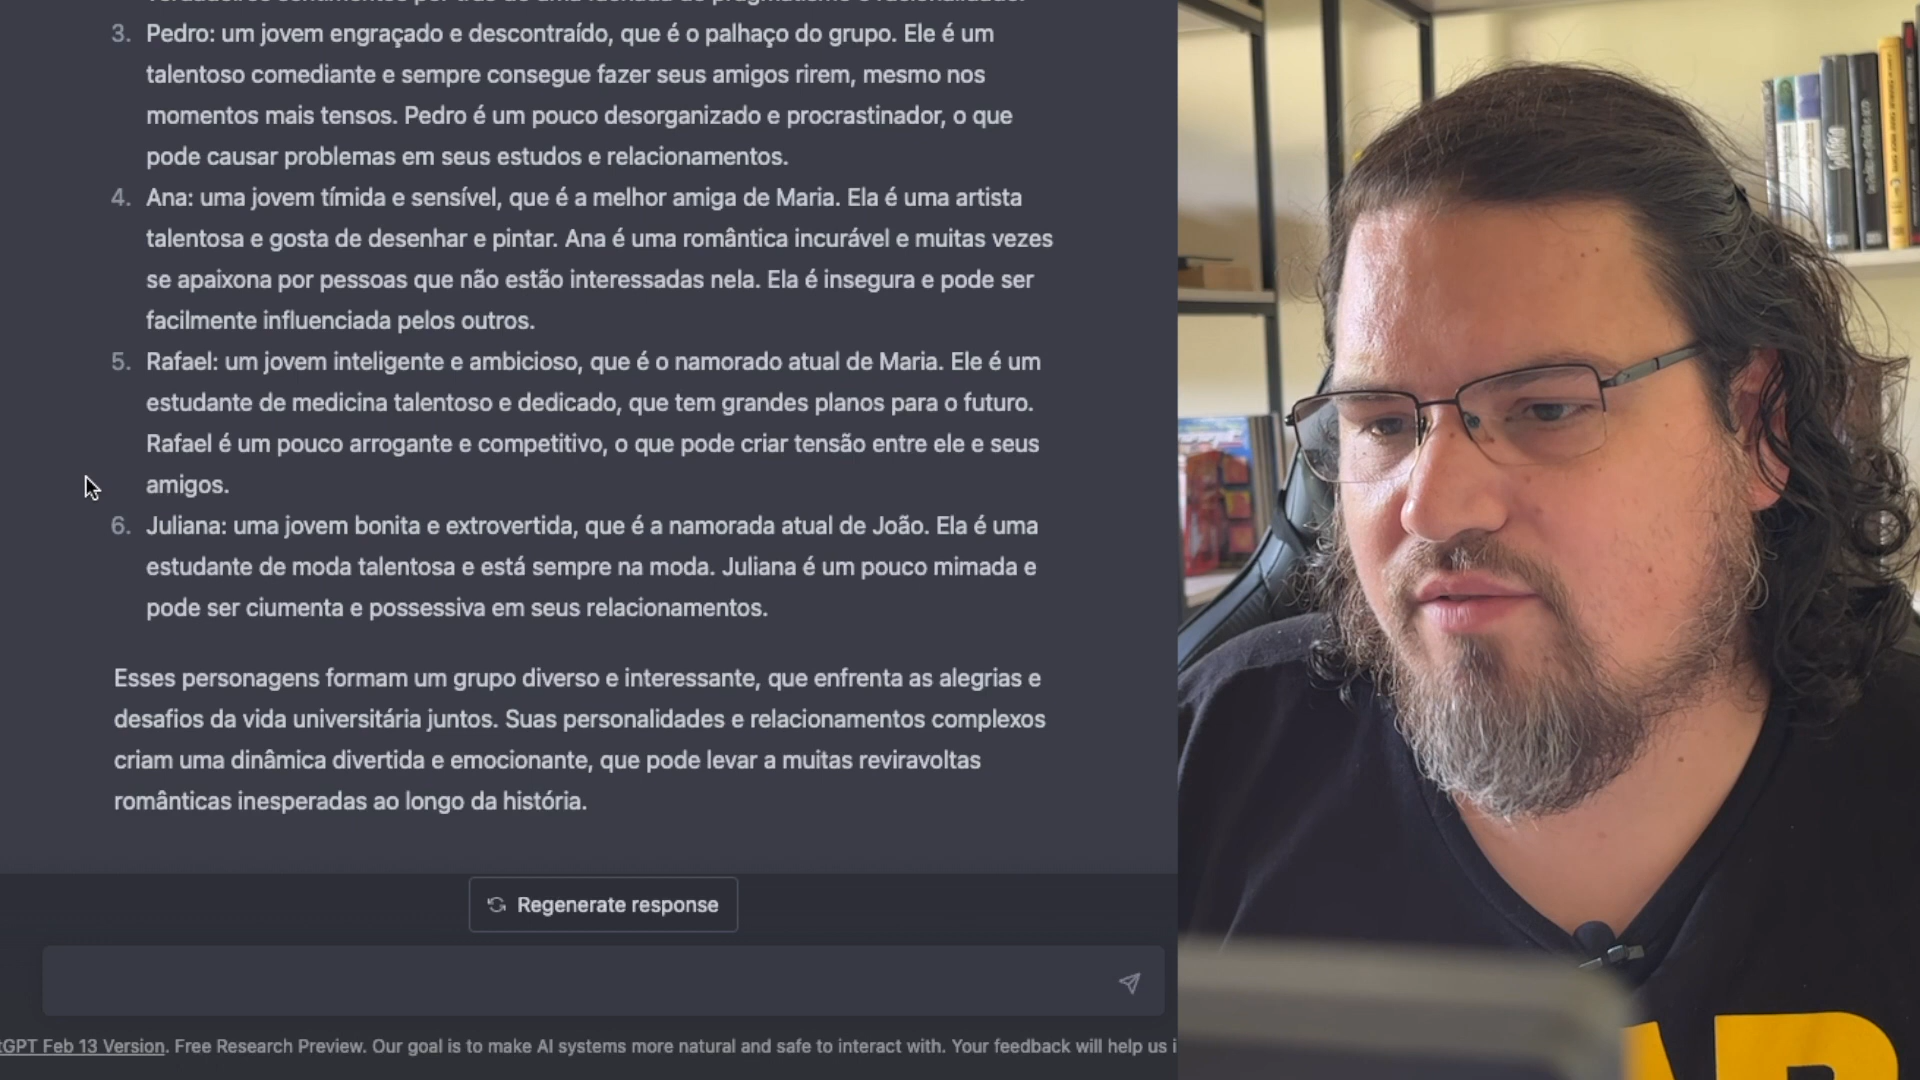 3. Pedro: um jovem engraçado e descontraído, que é o palhaço do grupo. Ele é um
talentoso comediante e sempre consegue fazer seus amigos rirem, mesmo nos
momentos mais tensos. Pedro é um pouco desorganizado e procrastinador, o que
pode causar problemas em seus estudos e relacionamentos.
4. Ana: uma jovem tímida e sensível, que é a melhor amiga de Maria. Ela é uma artista
talentosa e gosta de desenhar e pintar. Ana é uma romântica incurável e muitas vezes
se apaixona por pessoas que não estão interessadas nela. Ela é insegura e pode ser
facilmente influenciada pelos outros.
5. Rafael: um jovem inteligente e ambicioso, que é o namorado atual de Maria. Ele é um
estudante de medicina talentoso e dedicado, que tem grandes planos para o futuro.
Rafael é um pouco arrogante e competitivo, o que pode criar tensão entre ele e seus
amigos.
6. Juliana: uma jovem bonita e extrovertida, que é a namorada atual de João. Ela é uma
estudante de moda talentosa e está sempre na moda. Juliana é um pouco mimada e
pode ser ciumenta e possessiva em seus relacionamentos.
Esses personagens formam um grupo diverso e interessante, que enfrenta as alegrias e
desafios da vida universitária juntos. Suas personalidades e relacionamentos complexos
criam uma dinâmica divertida e emocionante, que pode levar a muitas reviravoltas
românticas inesperadas ao longo da história.
Regenerate response
tGPT Feb 13 Version. Free Research Preview. Our goal is to make AI systems more natural and safe to interact with. Your feedback will help us i